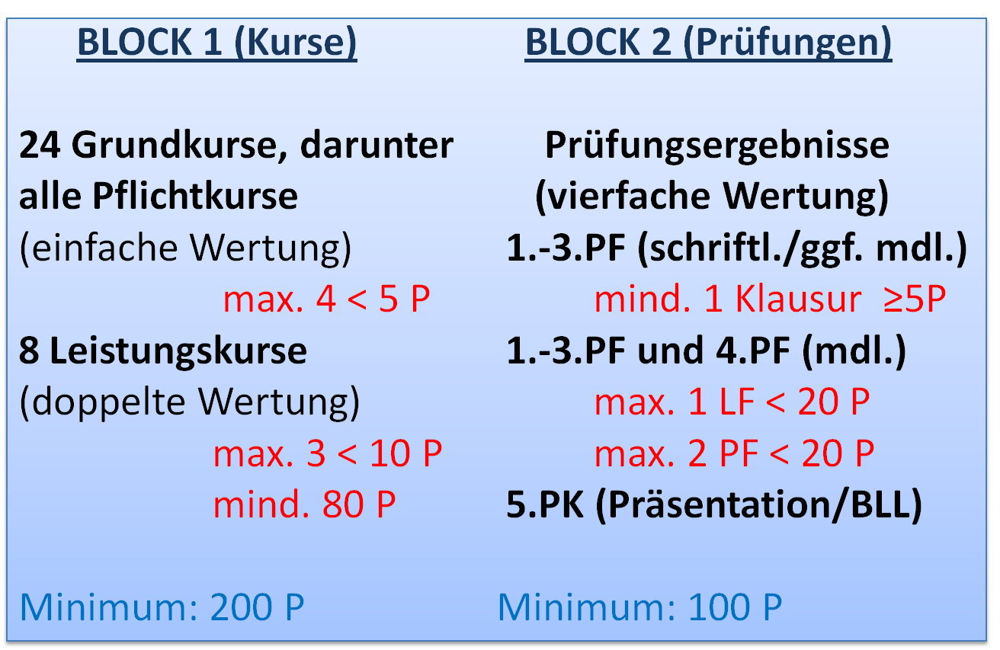 BLOCK 1 (Kurse)
24 Grundkurse, darunter
alle Pflichtkurse
(einfache Wertung)
max. 4 < 5 P
8 Leistungskurse
(doppelte Wertung)
max. 3 < 10 P
mind. 80 P
Minimum: 200 P
BLOCK 2 (Prüfungen)
Prüfungsergebnisse
(vierfache Wertung)
1.-3.PF (schriftl./ggf. mdl.)
mind. 1 Klausur ≥5P
1.-3.PF und 4.PF (mdl.)
max. 1 LF < 20 P
max. 2 PF < 20 P
5.PK (Präsentation/BLL)
Minimum: 100 P